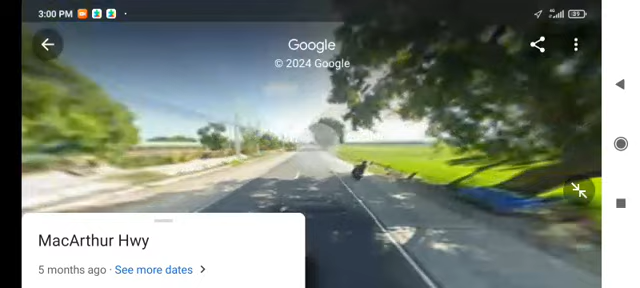 3:00 PM
Google
© 2024 Google
MacArthur Hwy
5 months ago · See more dates